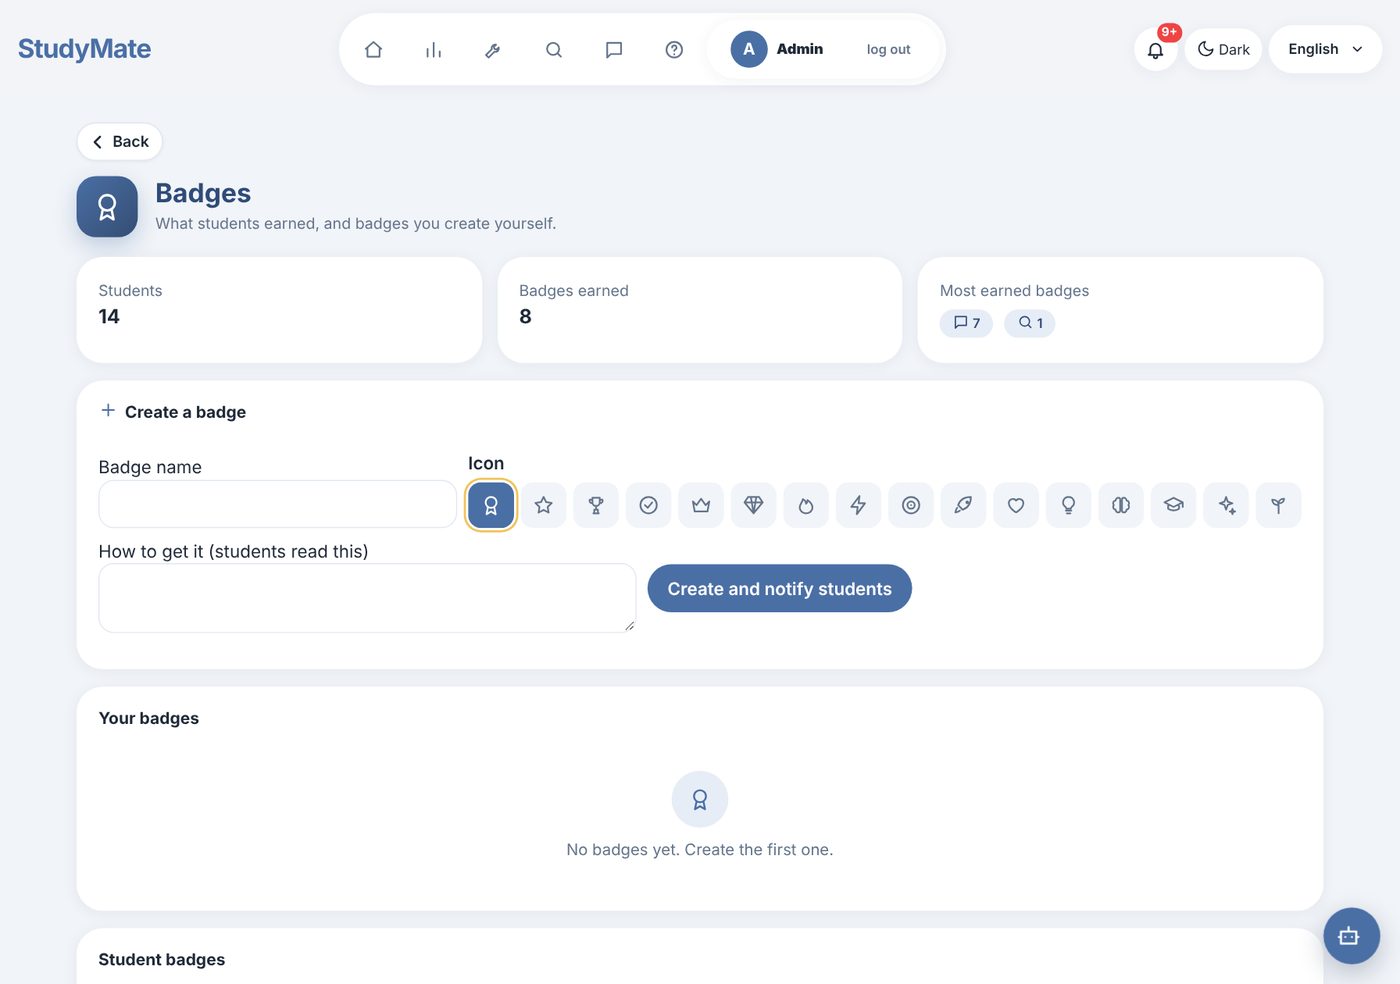 StudyMate
A Admin log out
9+
Dark
English
Back
Badges
What students earned, and badges you create yourself.
Students
14
Badges earned
8
Most earned badges
7 1
Create a badge
Badge name
Icon
How to get it (students read this)
Create and notify students
Your badges
No badges yet. Create the first one.
Student badges